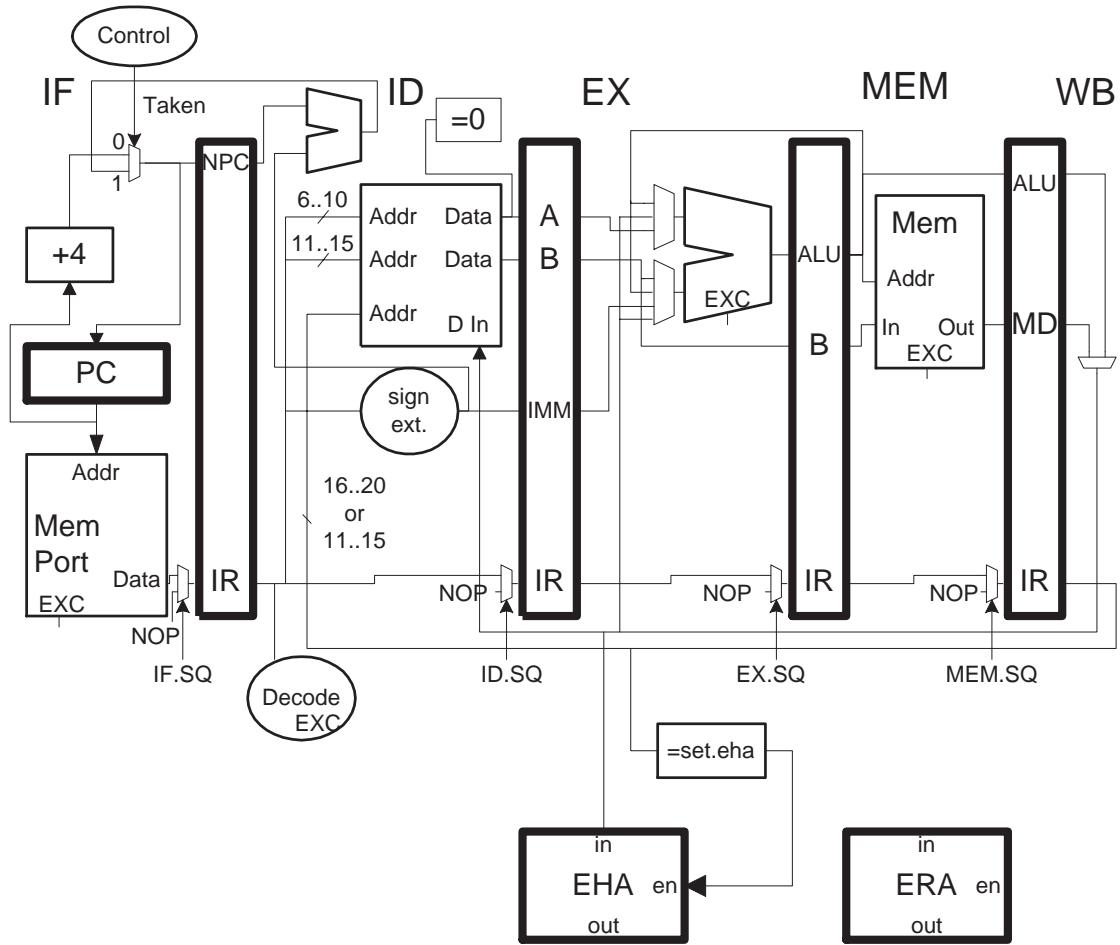 Control
IF
ID
EX
MEM
WB
Taken
=0
0
1
NPC
ALU
6..10
Addr
Data
A
Mem
+4
11..15
Addr
Data
B
ALU
Addr
EXC
Addr
D In
In
Out
MD
B
EXC
PC
sign
ext.
IMM
Addr
16..20
or
11..15
Mem
Port
Data
IR
IR
IR
IR
EXC
NOP
NOP
NOP
NOP
IF.SQ
ID.SQ
EX.SQ
MEM.SQ
Decode
EXC
=set.eha
in
EHA
en
out
in
ERA
en
out